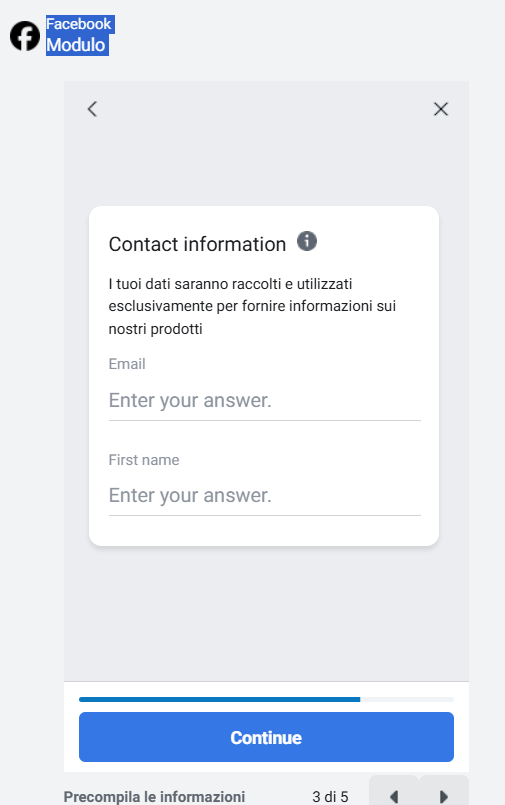 Facebook
Modulo
Contact information
I tuoi dati saranno raccolti e utilizzati
esclusivamente per fornire informazioni sui
nostri prodotti
Email
Enter your answer.
First name
Enter your answer.
Continue
Precompila le informazioni 3 di 5